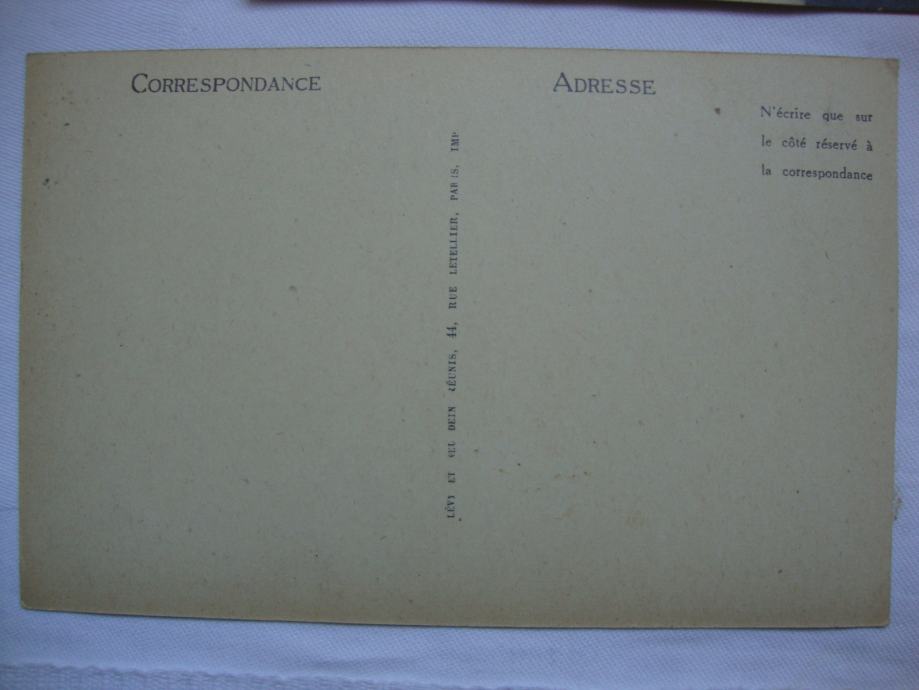 CORRESPONDANCE
ADRESSE
N'écrire que sur
le côté réservé à
la correspondance
LÉVY ET NEURDEIN RÉUNIS, 44, RUE LETELLIER, PARIS, IMP